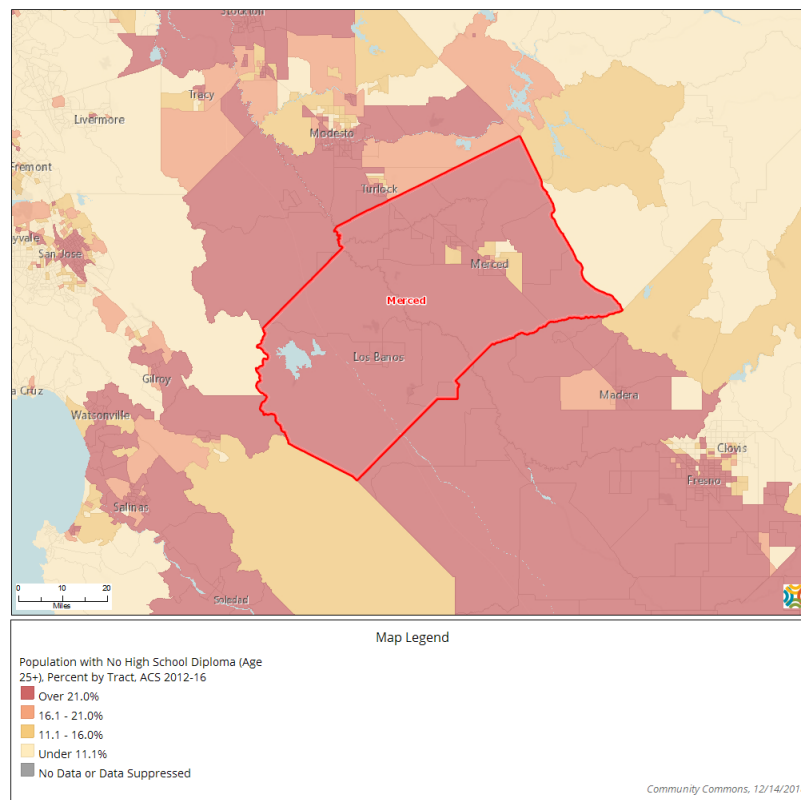 Stockton
Tracy
Livermore
Modesto
Fremont
Turlock
yvale
San Jose
Merced
Merced
Los Banos
Gilroy
a Cruz
Watsonville
Madera
Clovis
Fresno
Salinas
0 10 20
Miles
Soledad
Map Legend
Population with No High School Diploma (Age
25+), Percent by Tract, ACS 2012-16
Over 21.0%
16.1 - 21.0%
11.1 - 16.0%
Under 11.1%
No Data or Data Suppressed
Community Commons, 12/14/201